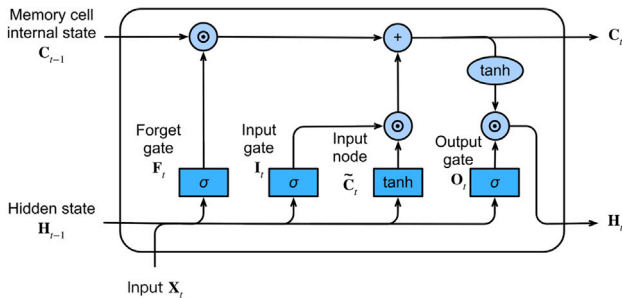 Memory cell
internal state
C_{t-1}
C_t
tanh
Forget
gate
F_t
Input
gate
I_t
Input
node
C̃_t
Output
gate
O_t
σ
σ
tanh
σ
Hidden state
H_{t-1}
H_t
Input X_t